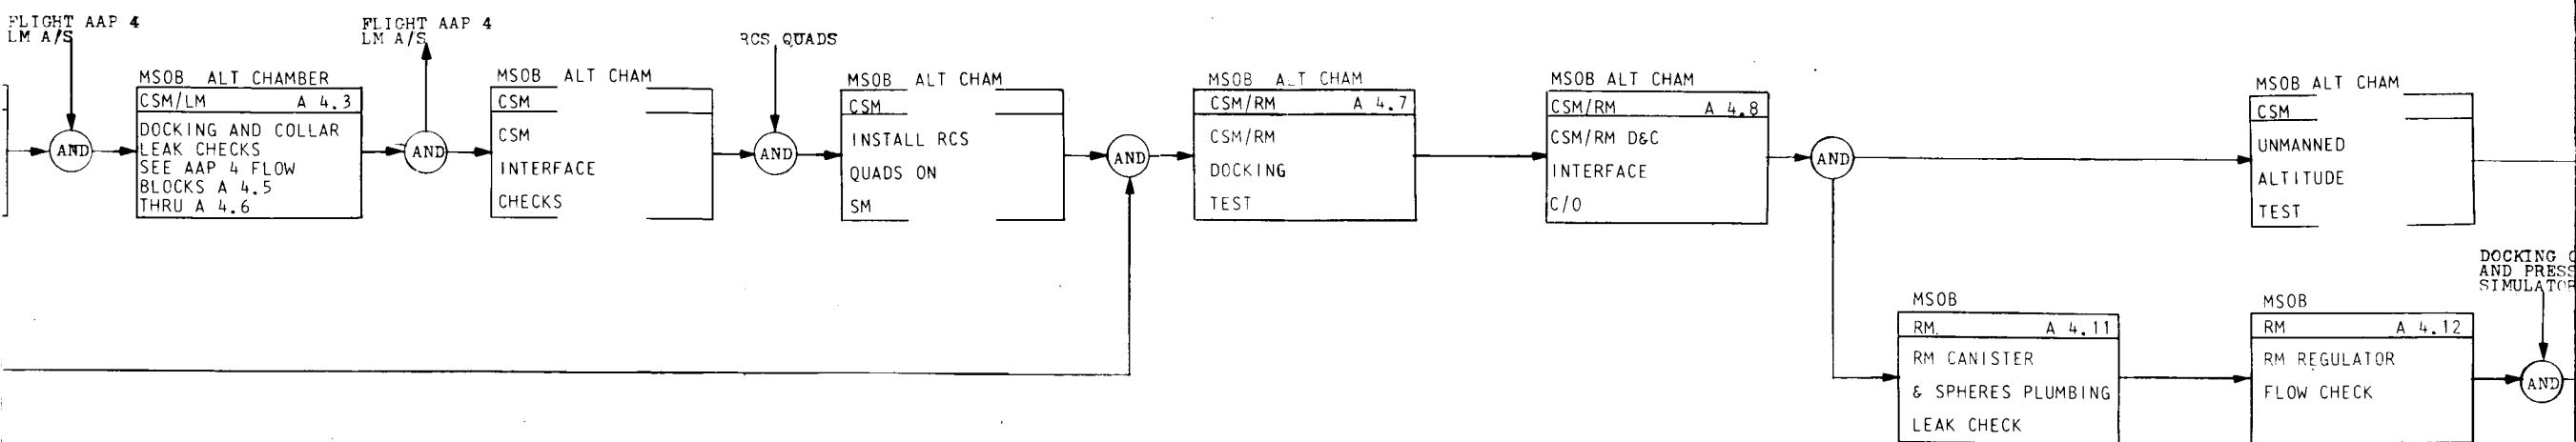 FLIGHT AAP 4
LM A/S
AND
MSOB ALT CHAMBER
CSM/LM A 4.3
DOCKING AND COLLAR
LEAK CHECKS
SEE AAP 4 FLOW
BLOCKS A 4.5
THRU A 4.6
FLIGHT AAP 4
LM A/S
AND
MSOB ALT CHAM
CSM
CSM
INTERFACE
CHECKS
RCS QUADS
AND
MSOB ALT CHAM
CSM
INSTALL RCS
QUADS ON
SM
AND
MSOB ALT CHAM
CSM/RM A 4.7
CSM/RM
DOCKING
TEST
MSOB ALT CHAM
CSM/RM A 4.8
CSM/RM D&C
INTERFACE
C/O
AND
MSOB ALT CHAM
CSM
UNMANNED
ALTITUDE
TEST
MSOB
RM A 4.11
RM CANISTER
& SPHERES PLUMBING
LEAK CHECK
MSOB
RM A 4.12
RM REGULATOR
FLOW CHECK
DOCKING
AND PRESS
SIMULATOR
AND